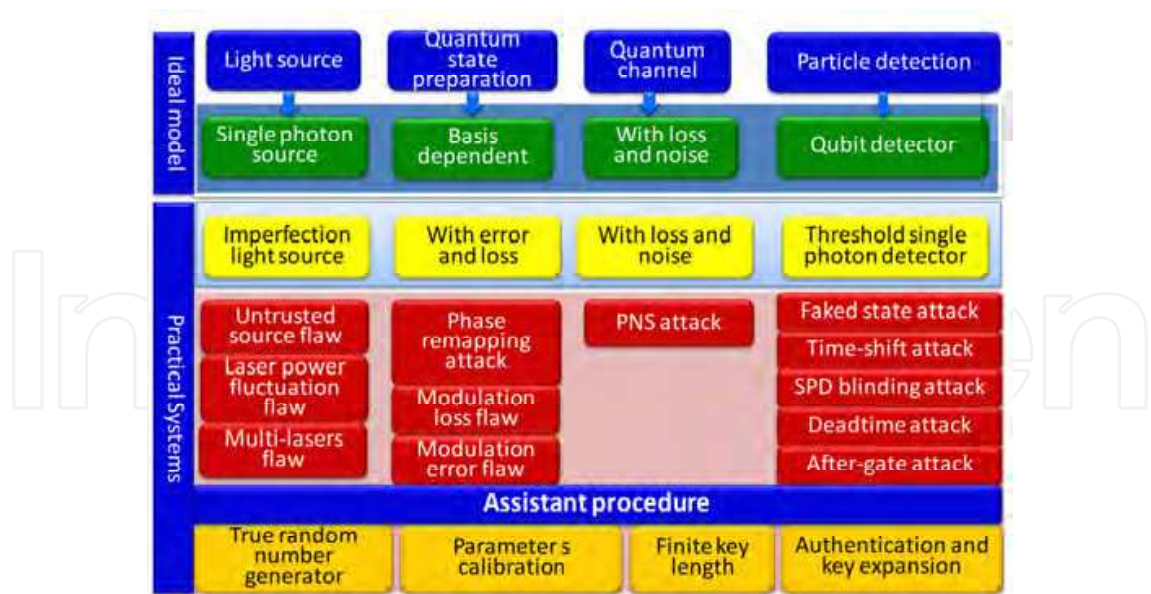 Ideal model
Light source
Quantum
state
preparation
Quantum
channel
Particle detection
Single photon
source
Basis
dependent
With loss
and noise
Qubit detector
Practical Systems
Imperfection
light source
With error
and loss
With loss and
noise
Threshold single
photon detector
Untrusted
source flaw
Laser power
fluctuation
flaw
Multi-lasers
flaw
Phase
remapping
attack
Modulation
loss flaw
Modulation
error flaw
PNS attack
Faked state attack
Time-shift attack
SPD blinding attack
Deadtime attack
After-gate attack
Assistant procedure
True random
number
generator
Parameter s
calibration
Finite key
length
Authentication and
key expansion